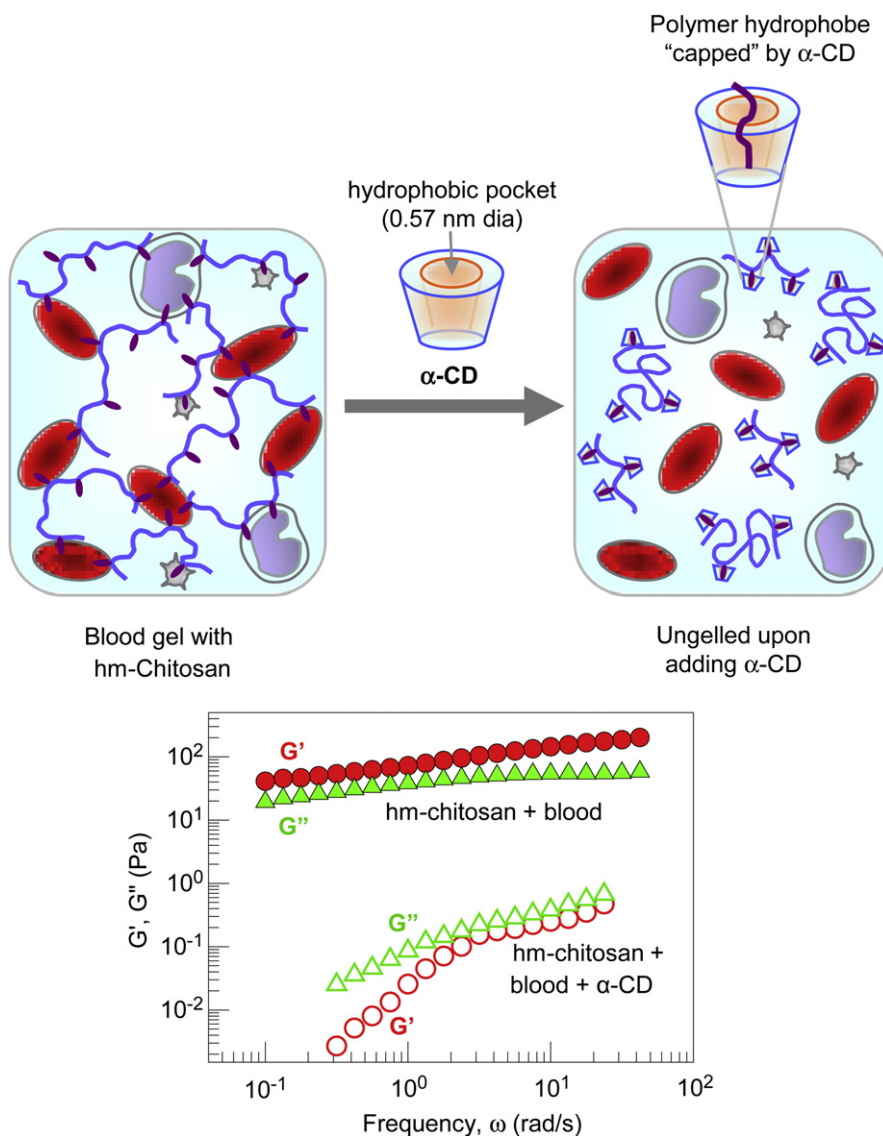 Polymer hydrophobe
“capped” by α-CD
hydrophobic pocket
(0.57 nm dia)
α-CD
Blood gel with
hm-Chitosan
Ungelled upon
adding α-CD
10²
10¹
10⁰
10⁻¹
10⁻²
G', G" (Pa)
G'
G"
hm-chitosan + blood
G"
hm-chitosan +
blood + α-CD
G'
10⁻¹
10⁰
10¹
10²
Frequency, ω (rad/s)